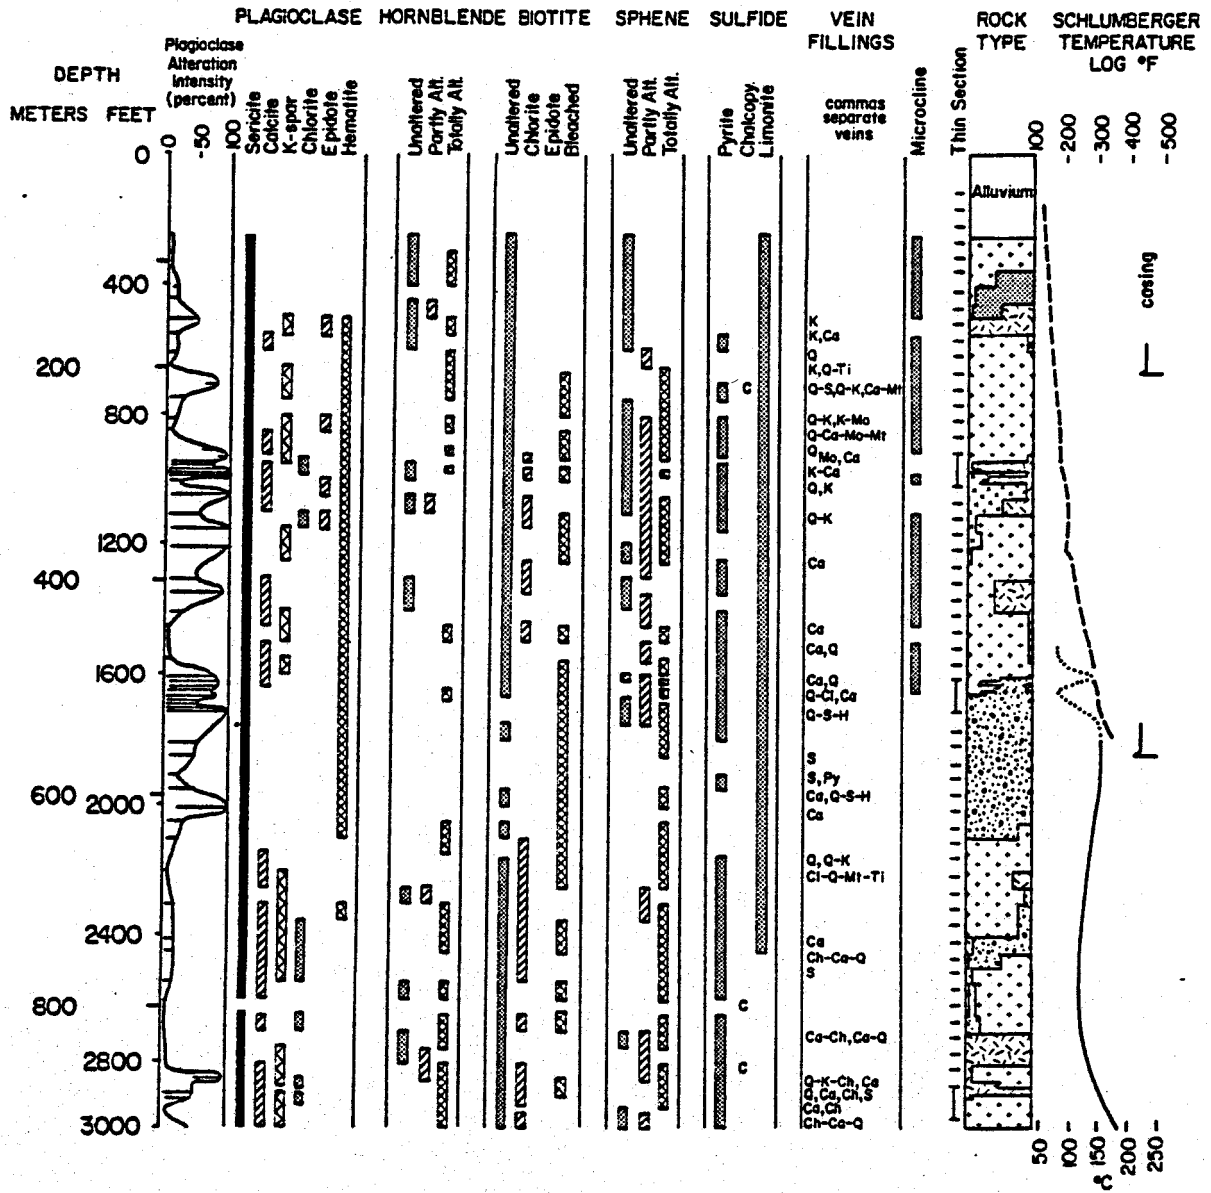 PLAGIOCLASE HORNBLENDE BIOTITE SPHENE SULFIDE VEIN FILLINGS ROCK TYPE SCHLUMBERGER TEMPERATURE LOG °F
Plagioclase
Alteration
Intensity
(percent)
DEPTH
METERS FEET
0 -50 100
Sericite
Calcite
K-spar
Chlorite
Epidote
Hematite
Unaltered
Partly Alt.
Totally Alt.
Unaltered
Chlorite
Epidote
Bleached
Unaltered
Partly Alt.
Totally Alt.
Pyrite
Chalcopy.
Limonite
commas
separate
veins
Microcline
Thin Section
100 -200 -300 -400 -500
0
Alluvium
400
casing
K
K,Ca
Q
200
K,Q-Ti
Q-S,Q-K,Ca-Mt
C
800
Q-K,K-Mo
Q-Ca-Mo-Mt
Q
Mo,Ca
K-Ca
Q,K
Q-K
1200
Ca
400
Ca
Ca,Q
1600
Ca,Q
Q-Cl,Ca
Q-S-H
S
S,Py
600
Ca,Q-S-H
2000
Ca
Q,Q-K
Cl-Q-Mt-Ti
2400
Ca
Ch-Ca-Q
S
800
C
Ca-Ch,Ca-Q
2800
C
Q-K-Ch,Ca
Q,Ca,Ch,S
Ca,Ch
3000
Ch-Ca-Q
50 100 150 200 250
°C